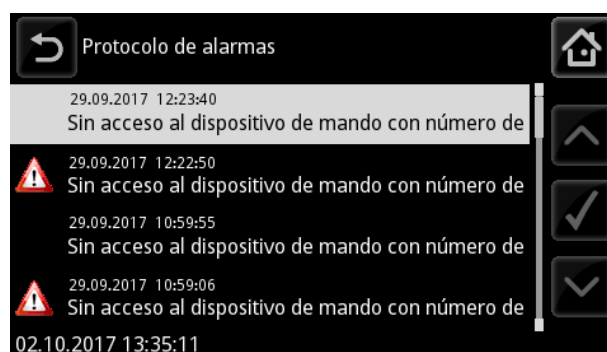 Protocolo de alarmas
29.09.2017 12:23:40
Sin acceso al dispositivo de mando con número de
29.09.2017 12:22:50
Sin acceso al dispositivo de mando con número de
29.09.2017 10:59:55
Sin acceso al dispositivo de mando con número de
29.09.2017 10:59:06
Sin acceso al dispositivo de mando con número de
02.10.2017 13:35:11